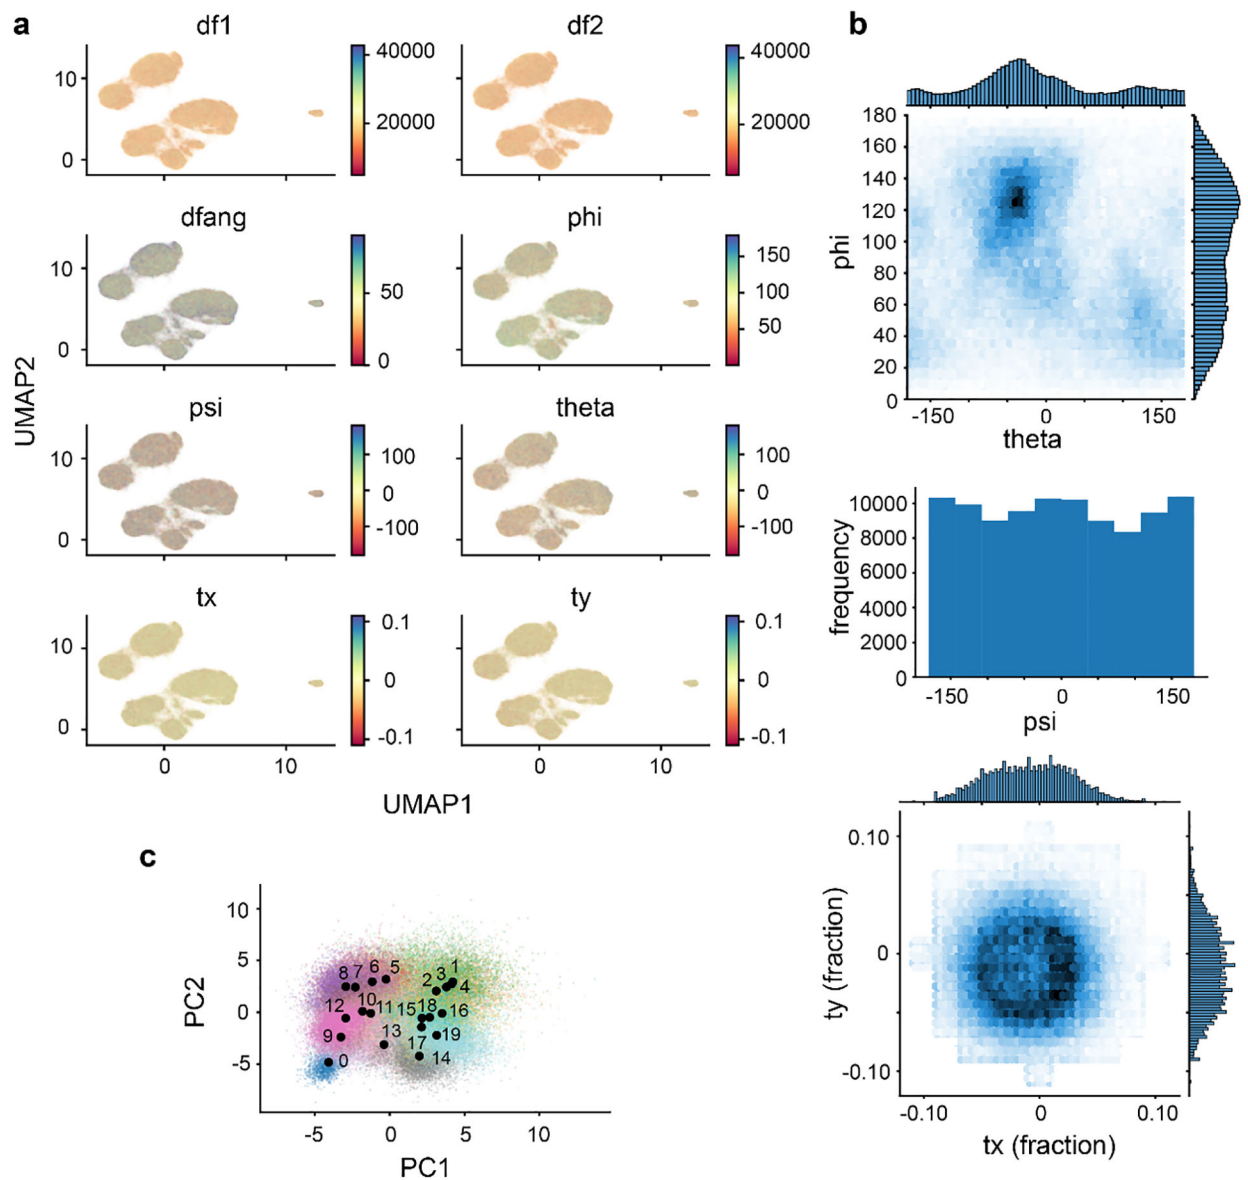 a
df1
df2
10
0
40000
20000
40000
20000
dfang
phi
10
0
50
0
150
100
50
UMAP2
psi
theta
10
0
100
0
-100
100
0
-100
tx
ty
10
0
0.1
0
-0.1
0.1
0
-0.1
0 10
0 10
UMAP1
b
180
160
140
120
100
80
60
40
20
0
phi
-150 0 150
theta
10000
8000
6000
4000
2000
0
frequency
-150 0 150
psi
0.10
0
-0.10
ty (fraction)
-0.10 0 0.10
tx (fraction)
c
10
5
0
-5
PC2
8 7 6 5 2 3 1 4
12 10 11 15 18 16
9 13 17 19
0 14
-5 0 5 10
PC1